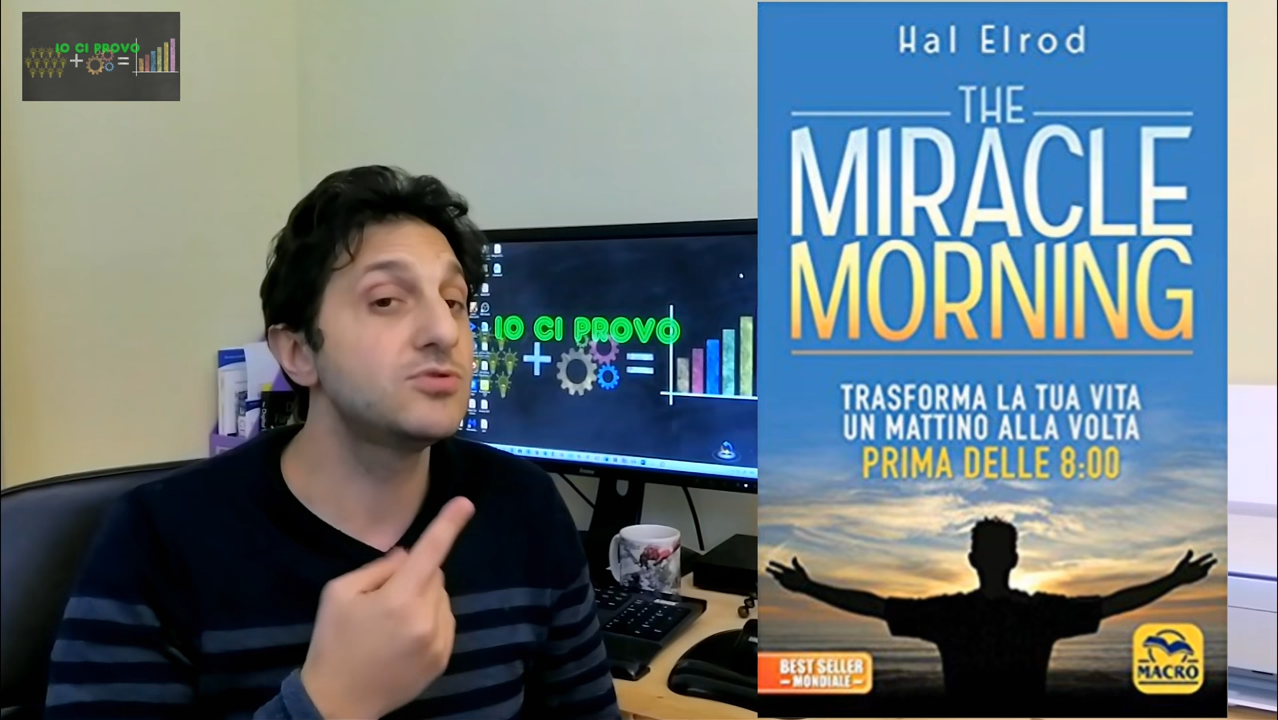 IO CI PROVO
+
=
Hal Elrod
THE
MIRACLE
MORNING
TRASFORMA LA TUA VITA
UN MATTINO ALLA VOLTA
PRIMA DELLE 8:00
IO CI PROVO
+
=
BEST SELLER
MONDIALE
MACRO